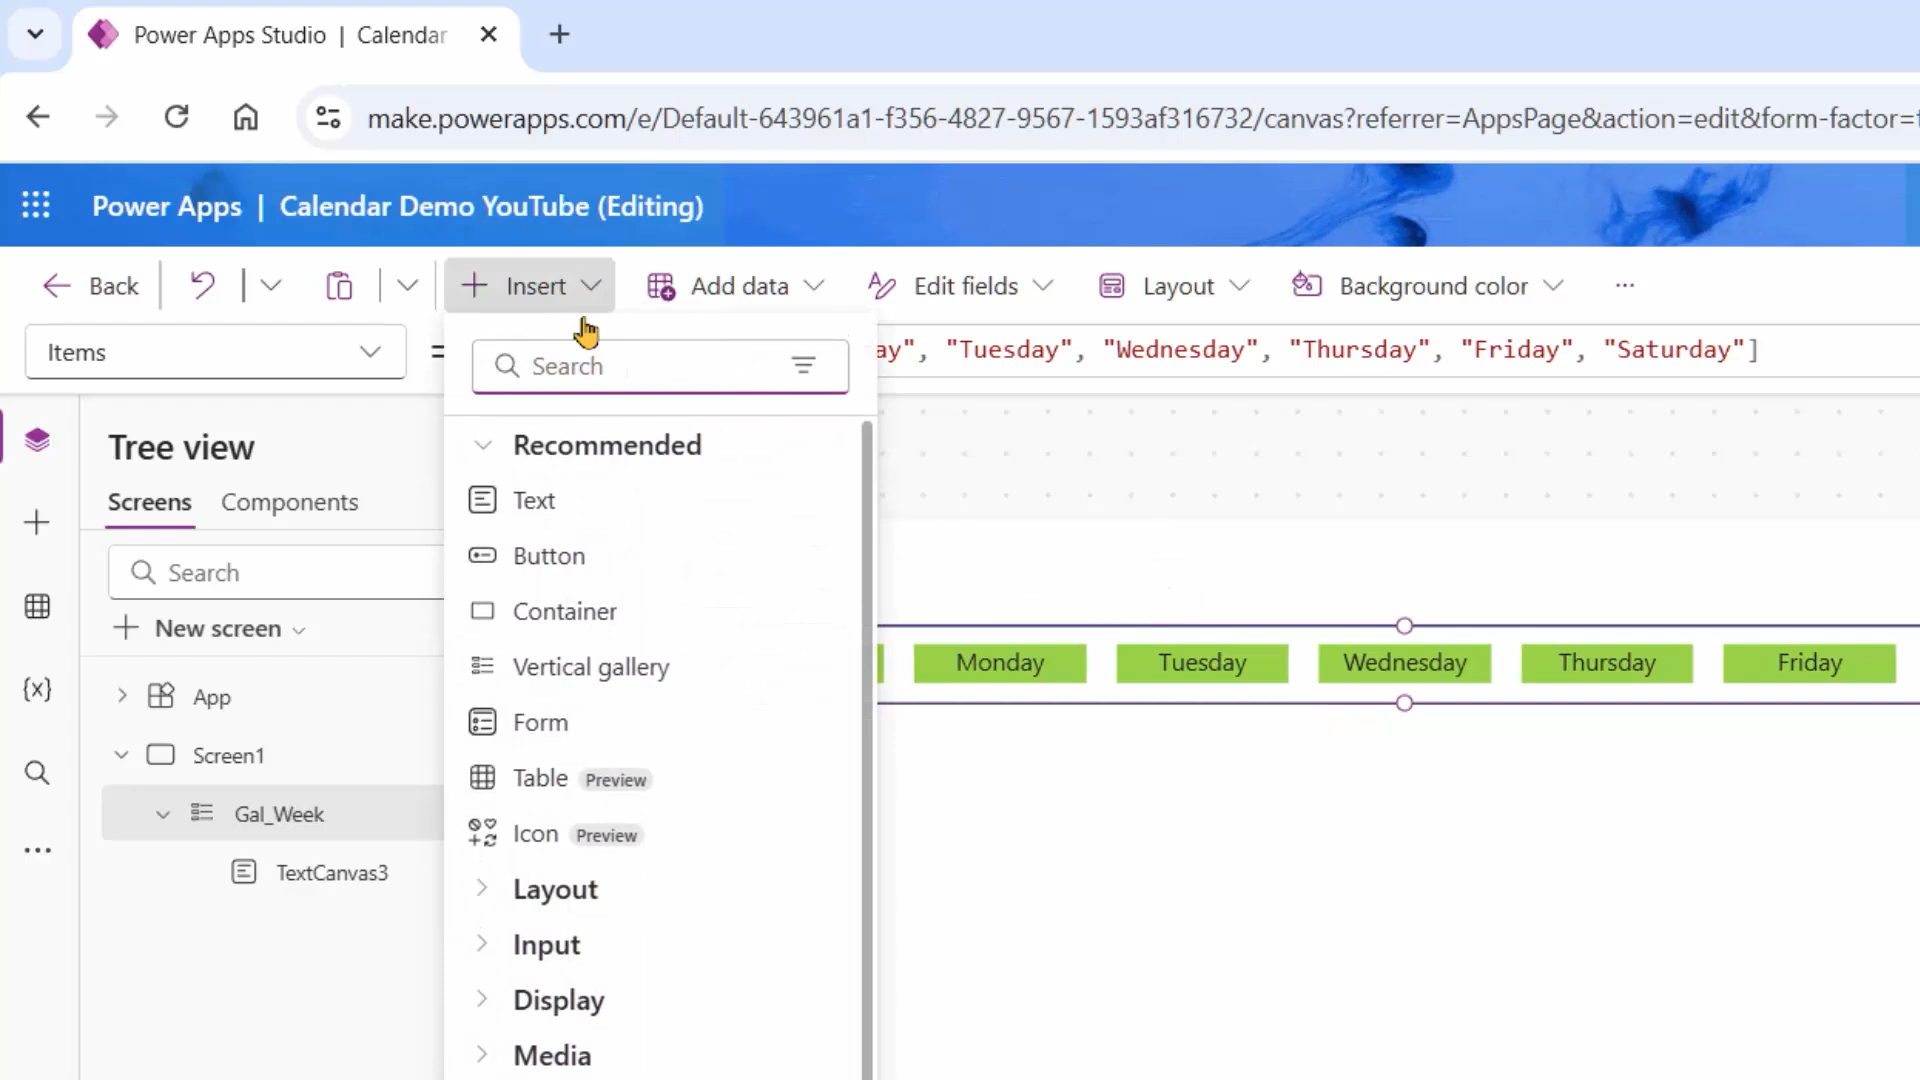 Power Apps Studio | Calendar
make.powerapps.com/e/Default-643961a1-f356-4827-9567-1593af316732/canvas?referrer=AppsPage&action=edit&form-factor=
Power Apps | Calendar Demo YouTube (Editing)
Back
Insert
Add data
Edit fields
Layout
Background color
Items
=
ay", "Tuesday", "Wednesday", "Thursday", "Friday", "Saturday"]
Search
Tree view
Screens
Components
Search
New screen
App
Screen1
Gal_Week
TextCanvas3
Recommended
Text
Button
Container
Vertical gallery
Form
Table Preview
Icon Preview
Layout
Input
Display
Media
Monday
Tuesday
Wednesday
Thursday
Friday